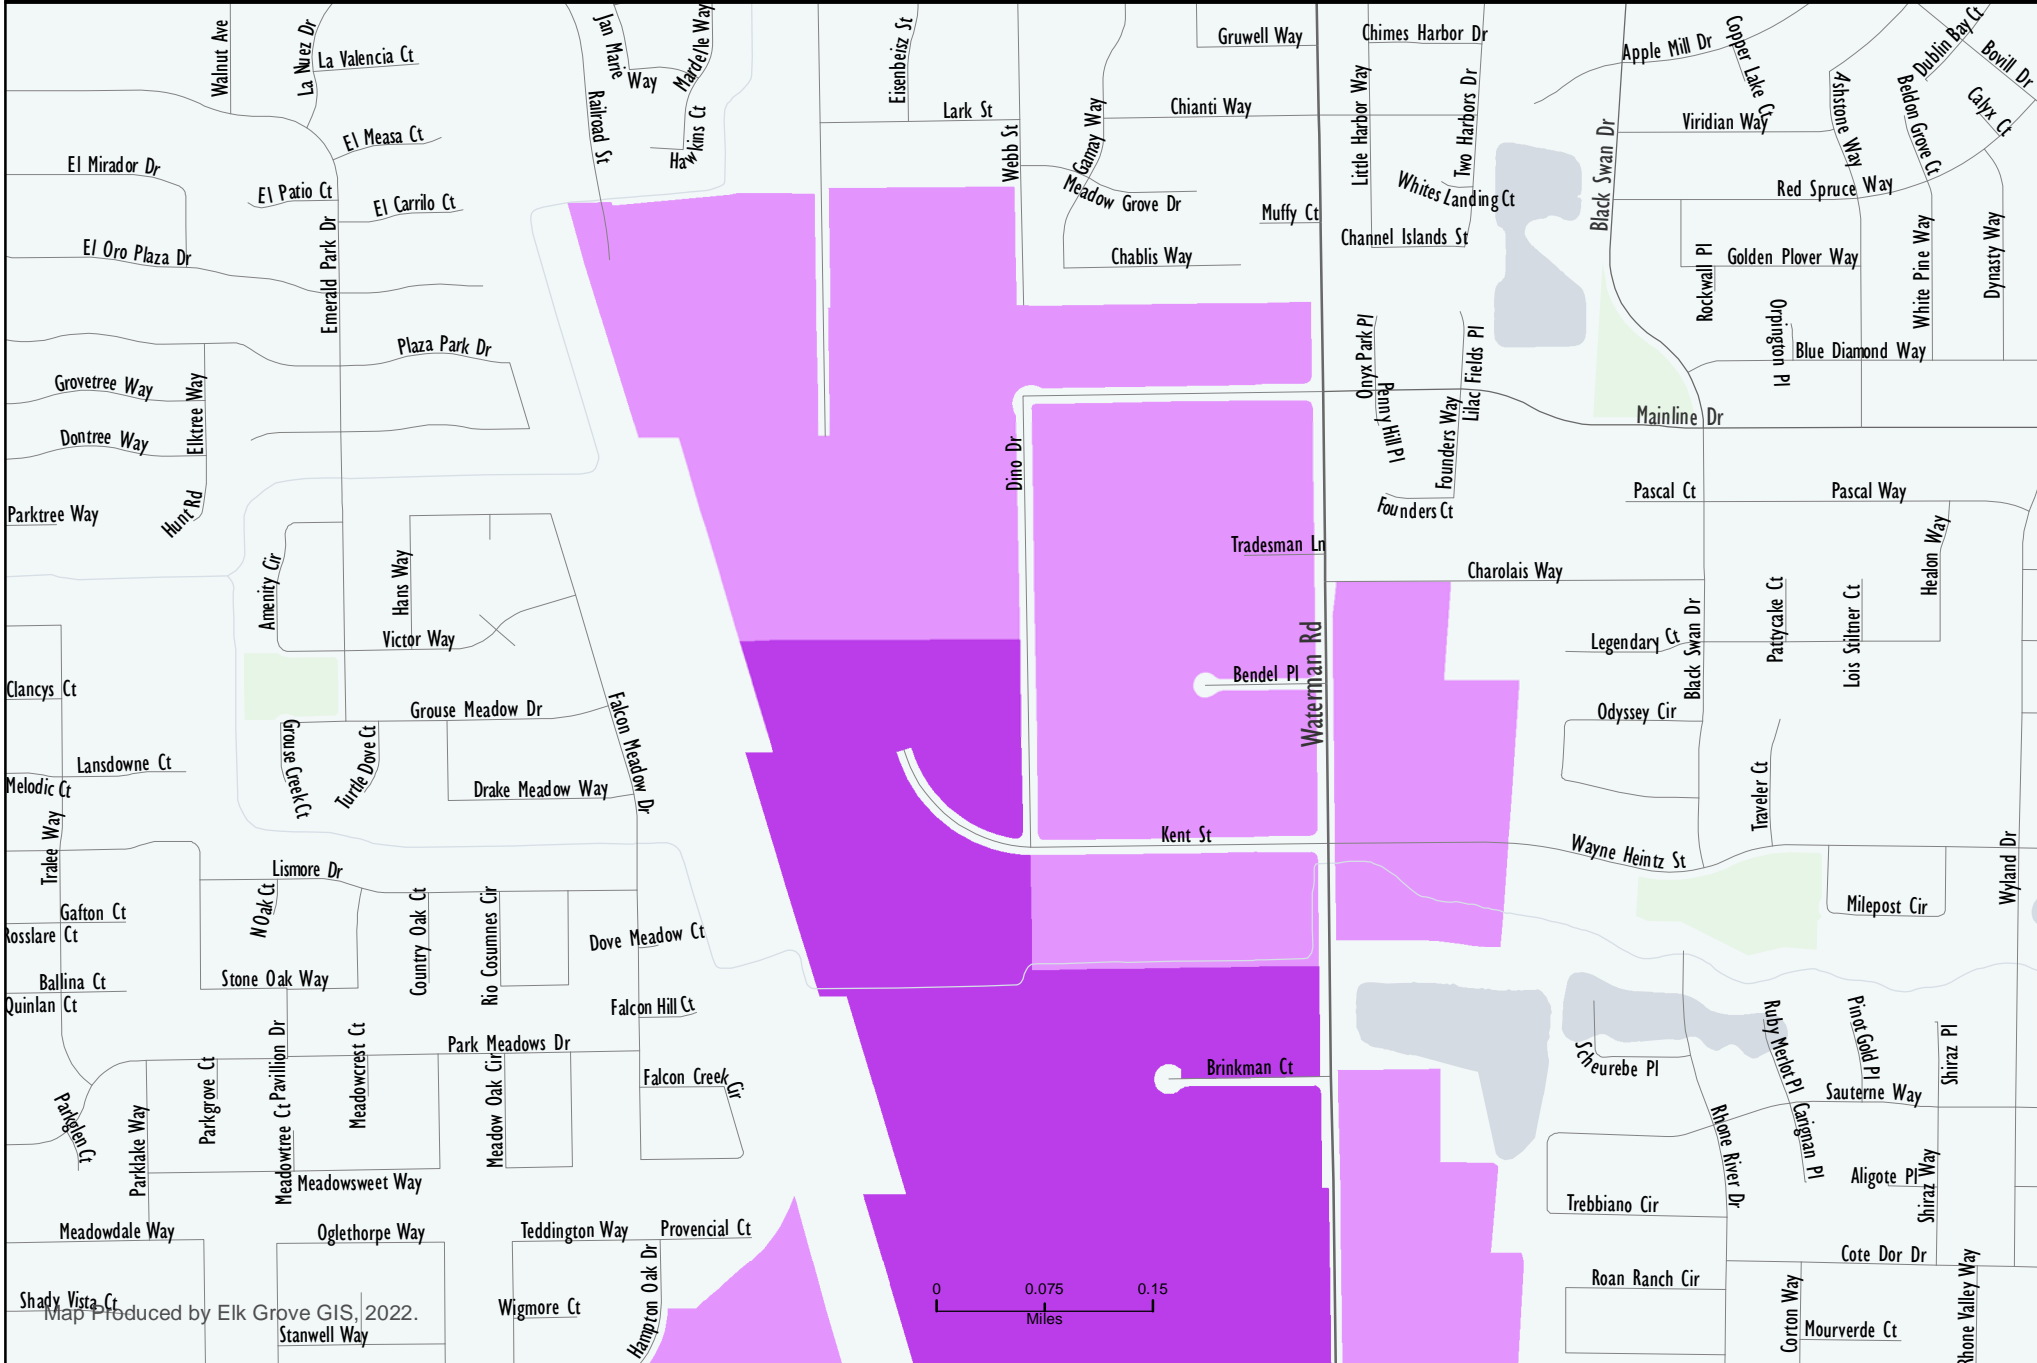 Walnut Ave
La Nuez Dr
La Valencia Ct
Jan Marie
Way
Mardelle Way
Eisenbeisz St
Gruwell Way
Chimes Harbor Dr
Apple Mill Dr
Copper Lake Ct
Dublin Bay Ct
Bovill Dr
Railroad St
Hawkins Ct
Lark St
Webb St
Gamay Way
Chianti Way
Little Harbor Way
Two Harbors Dr
Black Swan Dr
Viridian Way
Ashstone Way
Beldon Grove Ct
Calyx Ct
El Measa Ct
El Mirador Dr
El Patio Ct
El Carrilo Ct
Meadow Grove Dr
Whites Landing Ct
Red Spruce Way
Muffy Ct
Emerald Park Dr
El Oro Plaza Dr
Chablis Way
Channel Islands St
Rockwall Pl
Golden Plover Way
White Pine Way
Dynasty Way
Onyx Park Pl
Lilac Fields Pl
Orpington Pl
Blue Diamond Way
Plaza Park Dr
Grovetree Way
Elktree Way
Penny Hill Pl
Founders Way
Mainline Dr
Dontree Way
Dino Dr
Pascal Ct
Pascal Way
Parktree Way
Hunt Rd
Founders Ct
Tradesman Ln
Healon Way
Amenity Cir
Hans Way
Charolais Way
Pattycake Ct
Lois Stiltner Ct
Victor Way
Legendary Ct
Black Swan Dr
Waterman Rd
Bendel Pl
Clancys Ct
Grouse Meadow Dr
Falcon Meadow Dr
Odyssey Cir
Grouse Creek Ct
Turtle Dove Ct
Lansdowne Ct
Melodic Ct
Drake Meadow Way
Traveler Ct
Tralee Way
Kent St
Wayne Heintz St
Wyland Dr
Lismore Dr
N Oak Ct
Country Oak Ct
Rio Cosumnes Cir
Gafton Ct
Rosslare Ct
Dove Meadow Ct
Milepost Cir
Stone Oak Way
Ballina Ct
Quinlan Ct
Falcon Hill Ct
Ruby Merlot Pl
Pinot Gold Pl
Shiraz Pl
Pavillion Dr
Meadowcrest Ct
Park Meadows Dr
Scheurebe Pl
Brinkman Ct
Parkgrove Ct
Meadow Oak Cir
Falcon Creek Cir
Sauterne Way
Parkglen Ct
Parklake Way
Meadowtree Ct
Rhone River Dr
Carignan Pl
Aligote Pl
Shiraz Way
Meadowsweet Way
Trebbiano Cir
Meadowdale Way
Oglethorpe Way
Teddington Way
Provencial Ct
Cote Dor Dr
Hampton Oak Dr
Roan Ranch Cir
Corton Way
Rhone Valley Way
Shady Vista Ct
Map Produced by Elk Grove GIS, 2022.
Wigmore Ct
0 0.075 0.15
Miles
Stanwell Way
Mourverde Ct